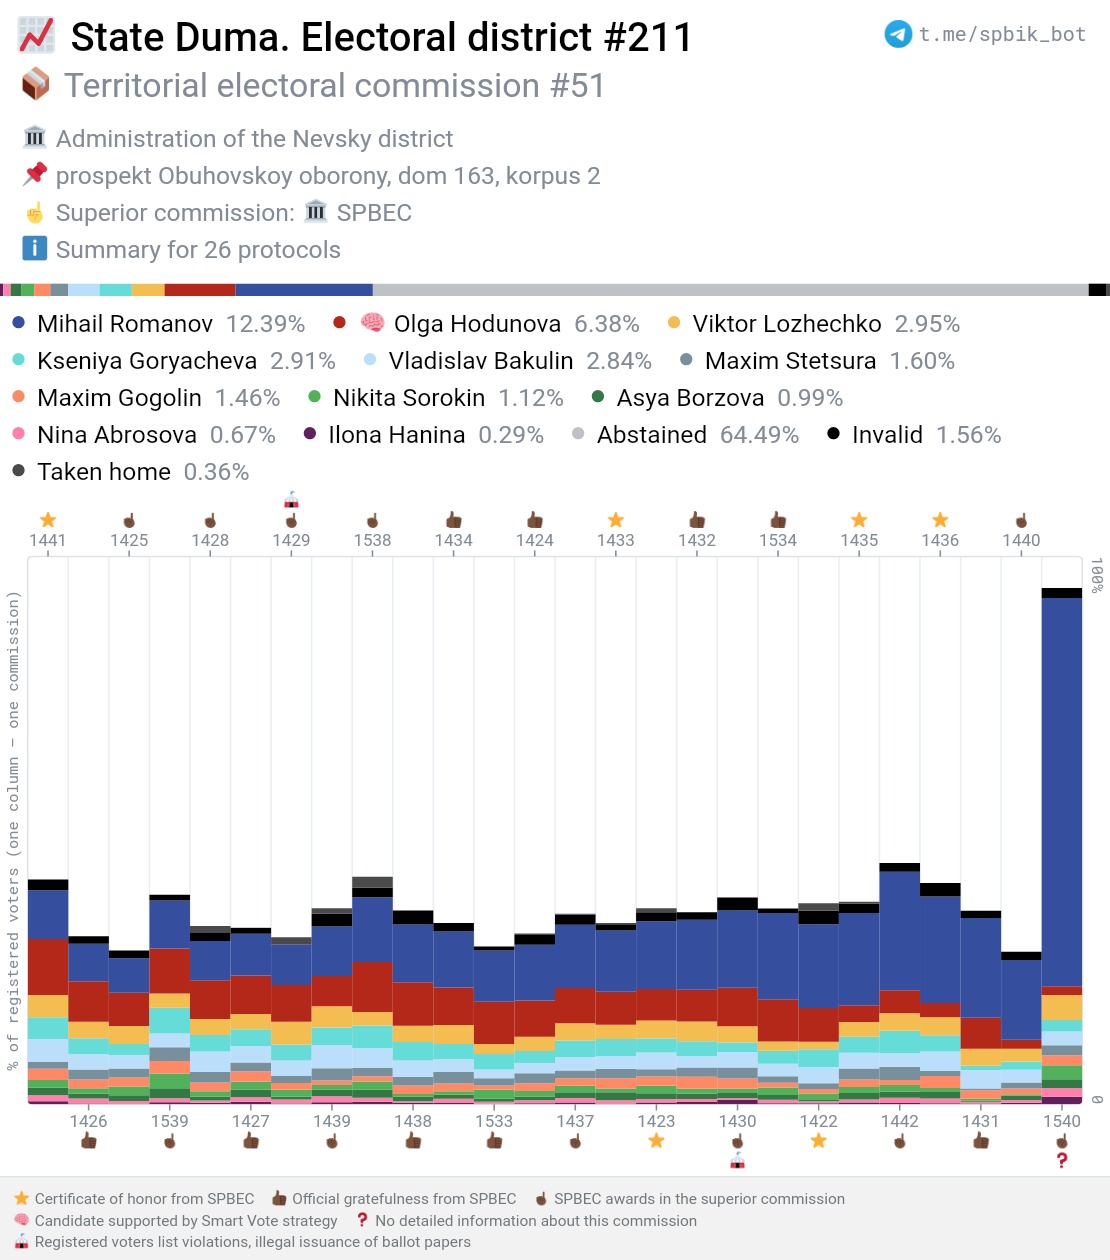 State Duma. Electoral district #211
t.me/spbik_bot
Territorial electoral commission #51
Administration of the Nevsky district
prospekt Obuhovskoy oborony, dom 163, korpus 2
Superior commission: SPBEC
Summary for 26 protocols
Mihail Romanov 12.39% Olga Hodunova 6.38% Viktor Lozhechko 2.95%
Kseniya Goryacheva 2.91% Vladislav Bakulin 2.84% Maxim Stetsura 1.60%
Maxim Gogolin 1.46% Nikita Sorokin 1.12% Asya Borzova 0.99%
Nina Abrosova 0.67% Ilona Hanina 0.29% Abstained 64.49% Invalid 1.56%
Taken home 0.36%
1441 1425 1428 1429 1538 1434 1424 1433 1432 1534 1435 1436 1440
100%
% of registered voters (one column – one commission)
0
1426 1539 1427 1439 1438 1533 1437 1423 1430 1422 1442 1431 1540
Certificate of honor from SPBEC Official gratefulness from SPBEC SPBEC awards in the superior commission
Candidate supported by Smart Vote strategy No detailed information about this commission
Registered voters list violations, illegal issuance of ballot papers